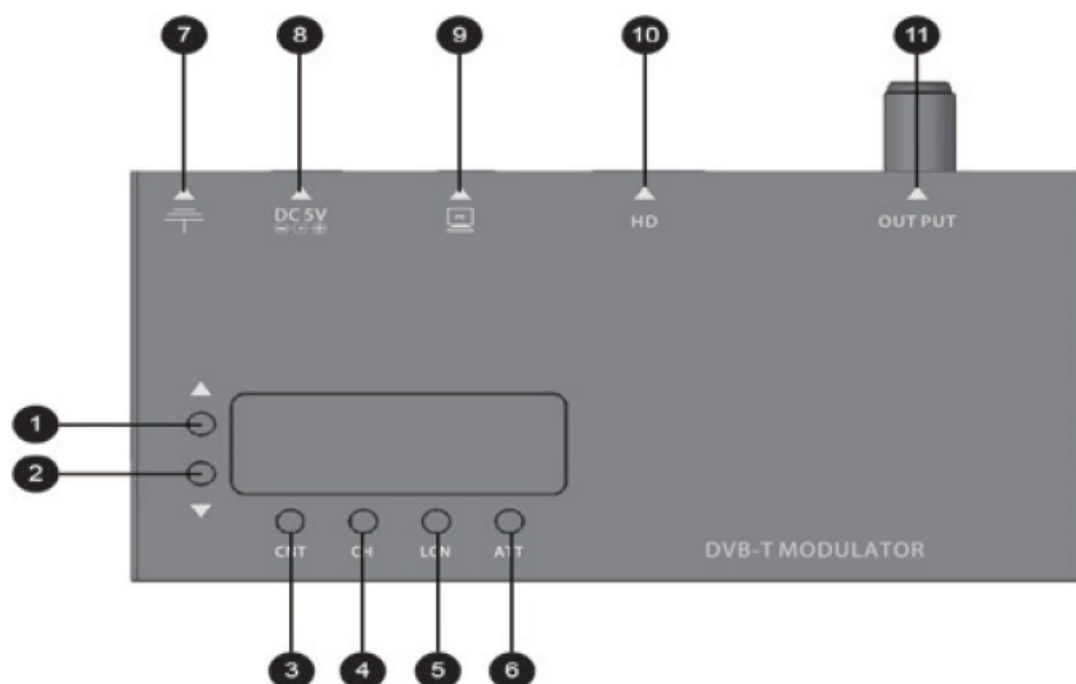 7 8 9 10 11
DC 5V
HD
OUT PUT
1
2
CNT CH LCN ATT
DVB-T MODULATOR
3 4 5 6